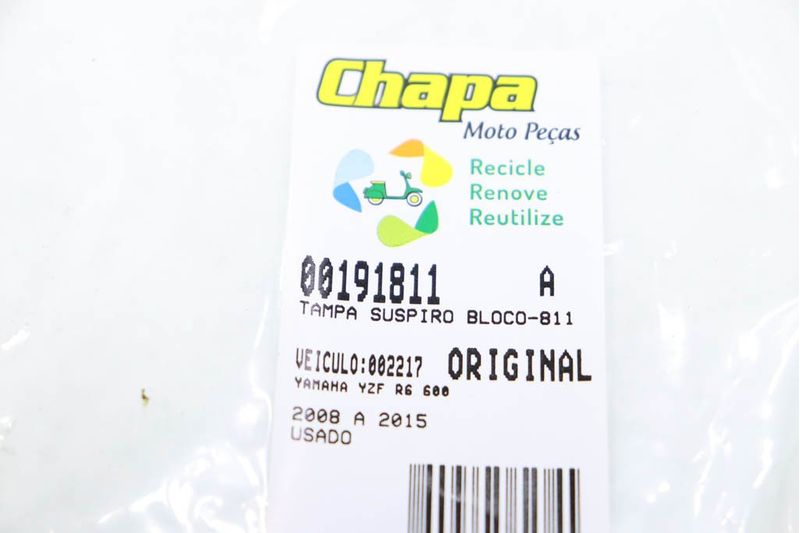 Chapa
Moto Peças
Recicle
Renove
Reutilize
00191811 A
TAMPA SUSPIRO BLOCO-811
VEICULO:002217 ORIGINAL
YAMAHA YZF R6 600
2008 A 2015
USADO